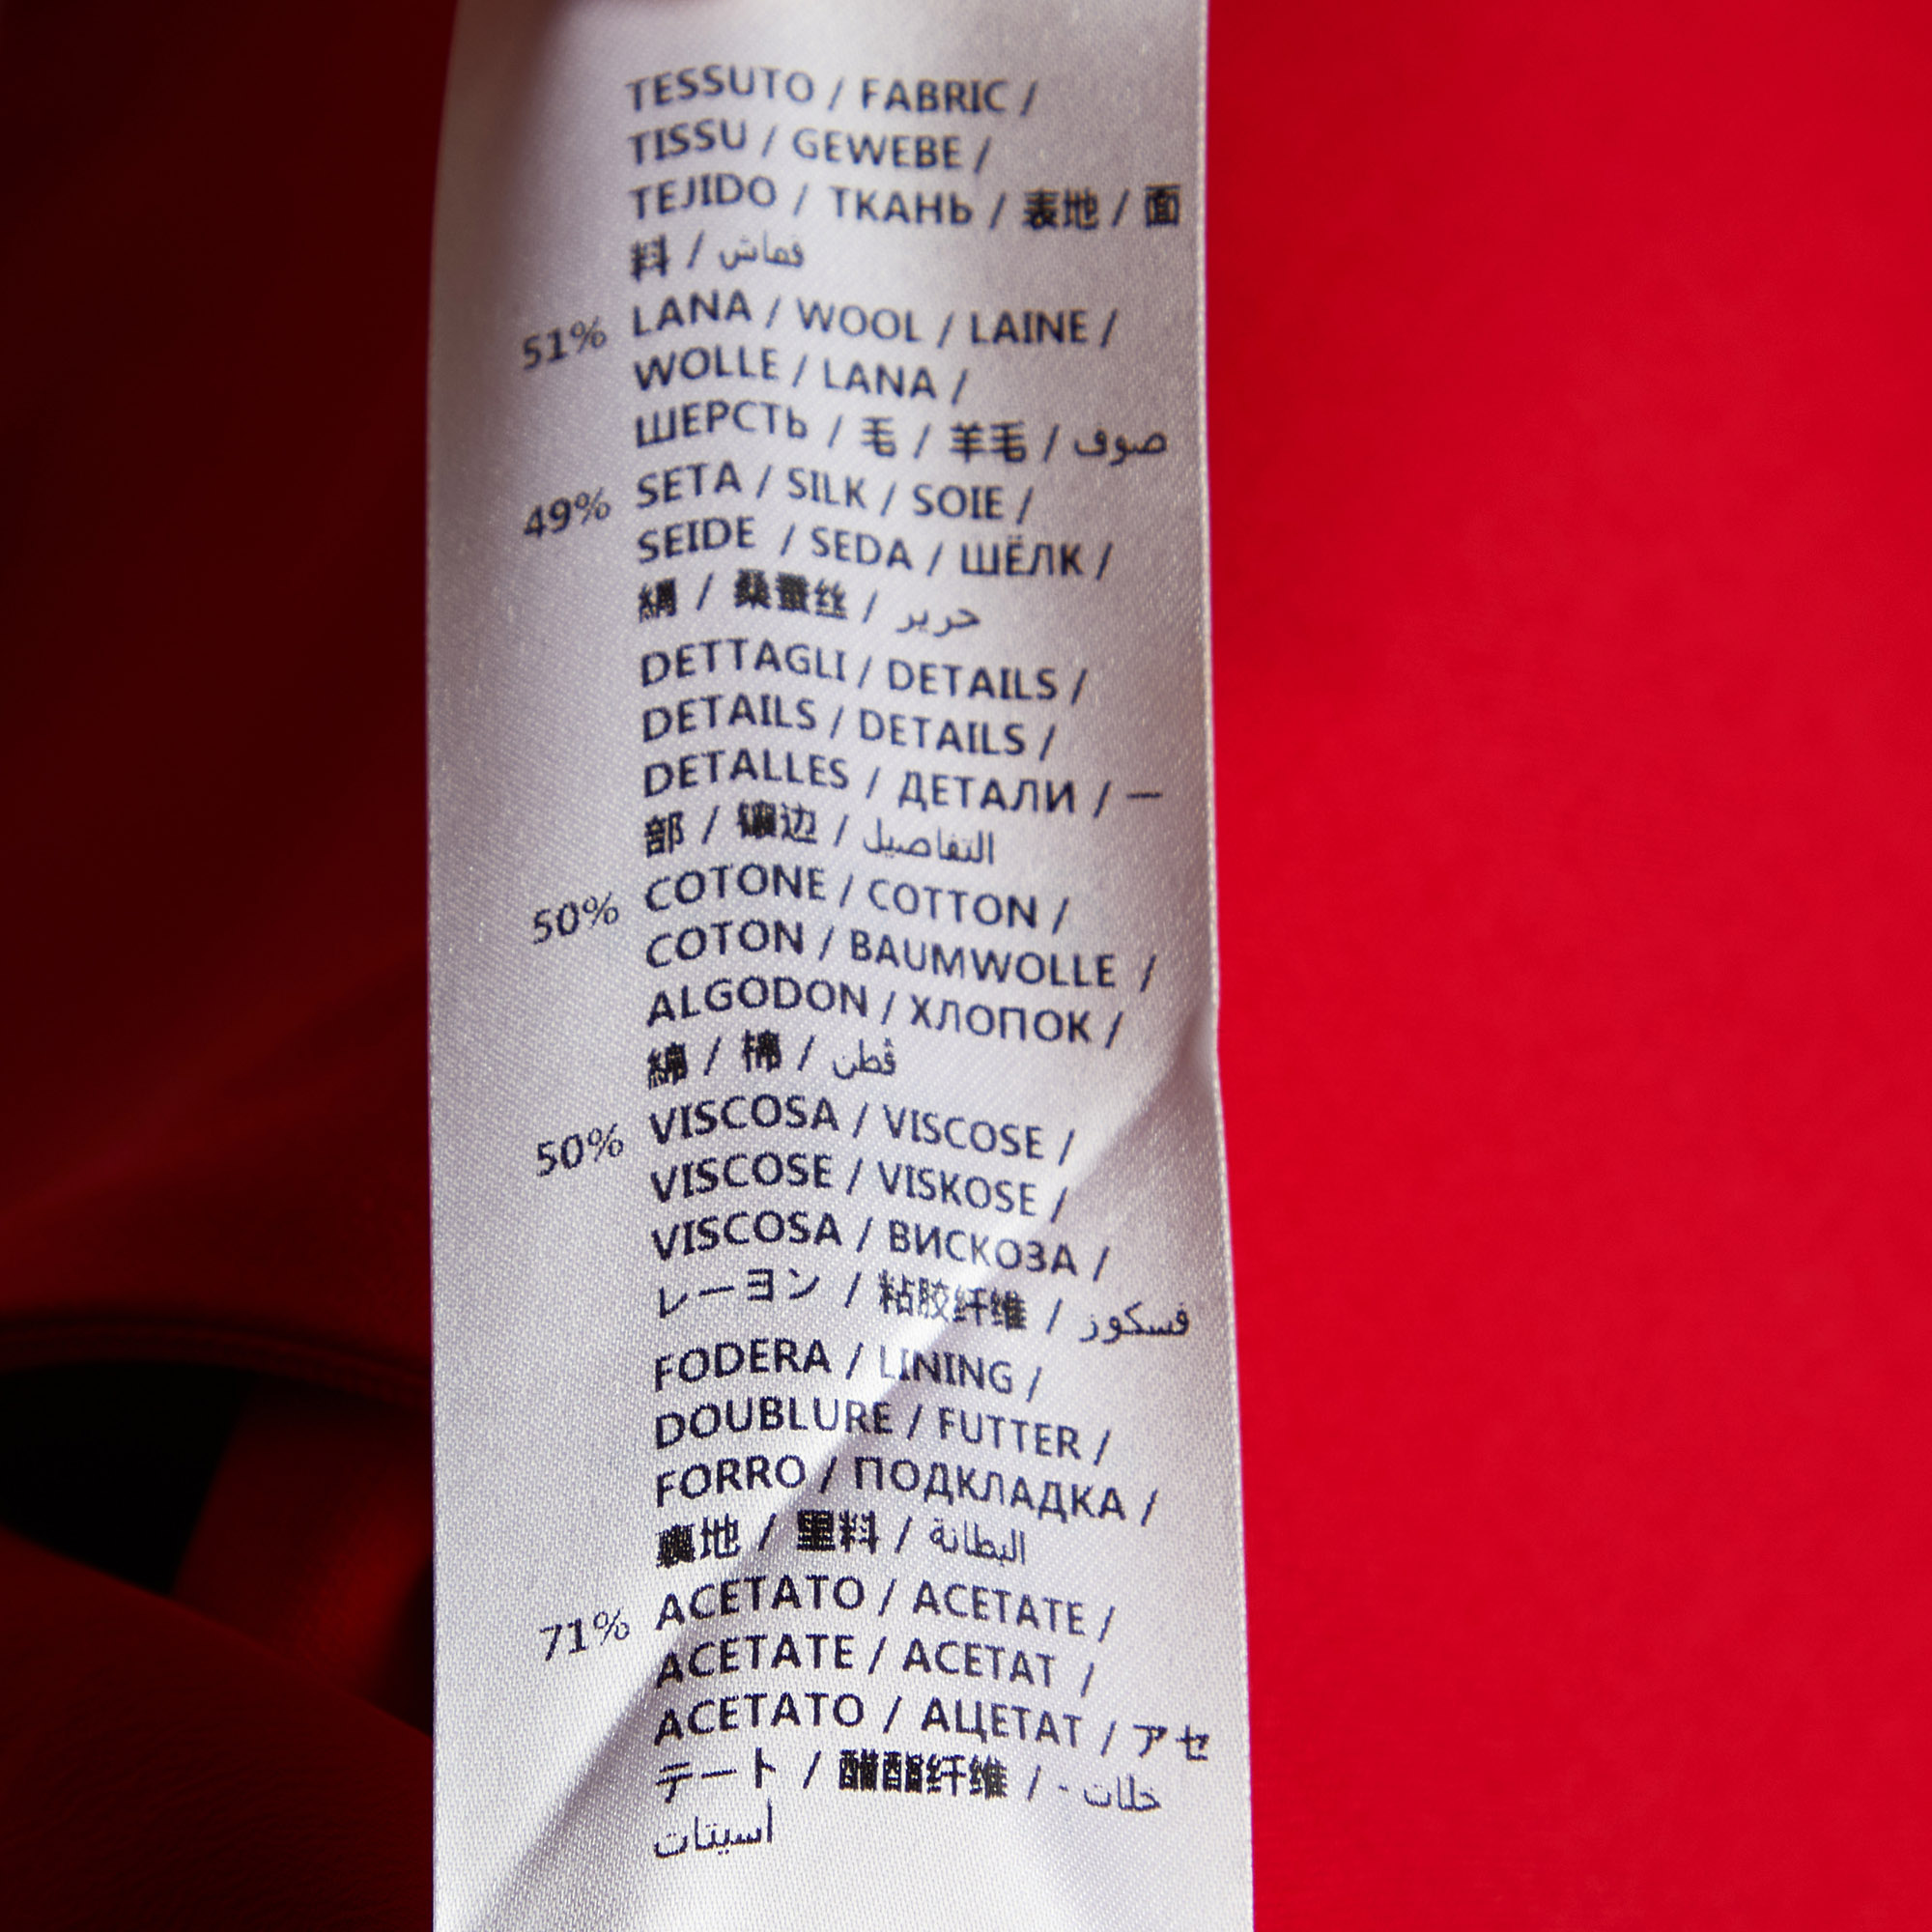 TESSUTO / FABRIC /
TISSU / GEWEBE /
TEJIDO / ТКАНЬ / 表地 / 面
料 / قماش
51% LANA / WOOL / LAINE /
WOLLE / LANA /
ШЕРСТЬ / 毛 / 羊毛 / صوف
49% SETA / SILK / SOIE /
SEIDE / SEDA / ШЁЛК /
絹 / 桑蚕丝 / حرير
DETTAGLI / DETAILS /
DETAILS / DETAILS /
DETALLES / ДЕТАЛИ / 一
部 / 镶边 / التفاصيل
50% COTONE / COTTON /
COTON / BAUMWOLLE /
ALGODON / ХЛОПОК /
綿 / 棉 / قطن
50% VISCOSA / VISCOSE /
VISCOSE / VISKOSE /
VISCOSA / ВИСКОЗА /
レーヨン / 粘胶纤维 / فسكوز
FODERA / LINING /
DOUBLURE / FUTTER /
FORRO / ПОДКЛАДКА /
裏地 / 里料 / البطانة
71% ACETATO / ACETATE /
ACETATE / ACETAT /
ACETATO / АЦЕТАТ / アセ
テート / 醋酯纤维 / خلات -
أسيتات